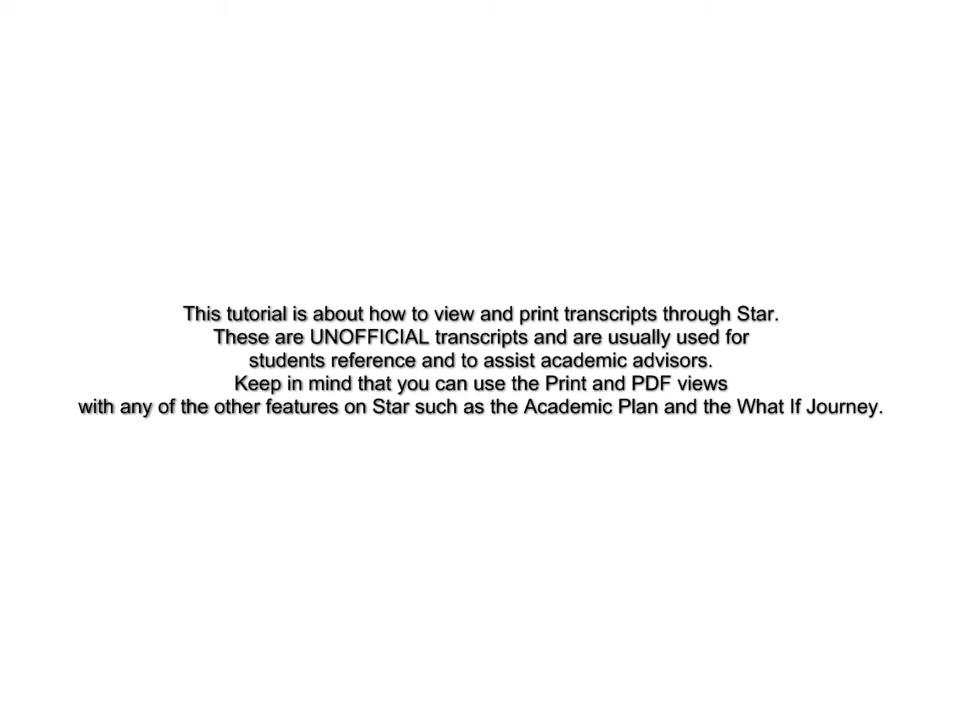 This tutorial is about how to view and print transcripts through Star.
These are UNOFFICIAL transcripts and are usually used for
students reference and to assist academic advisors.
Keep in mind that you can use the Print and PDF views
with any of the other features on Star such as the Academic Plan and the What If Journey.